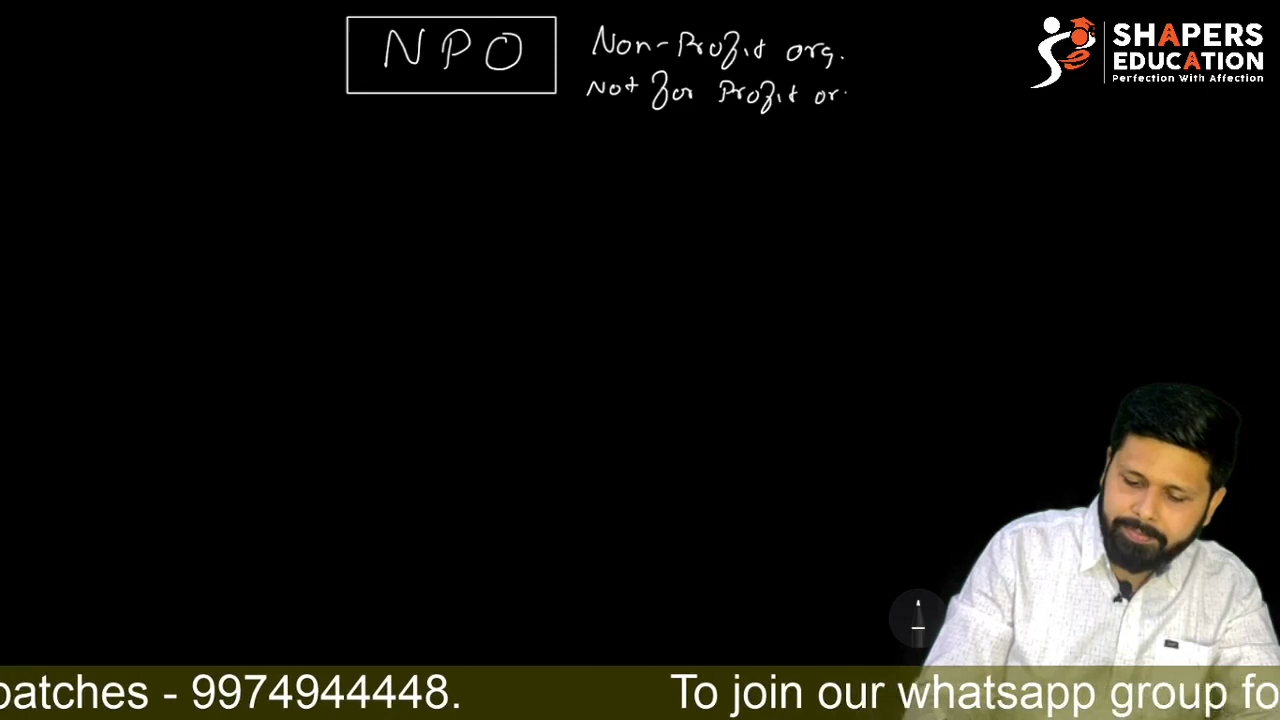 NPO
Non-Profit org.
Not for Profit or.
SHAPERS
EDUCATION
Perfection With Affection
batches - 9974944448.
To join our whatsapp group fo